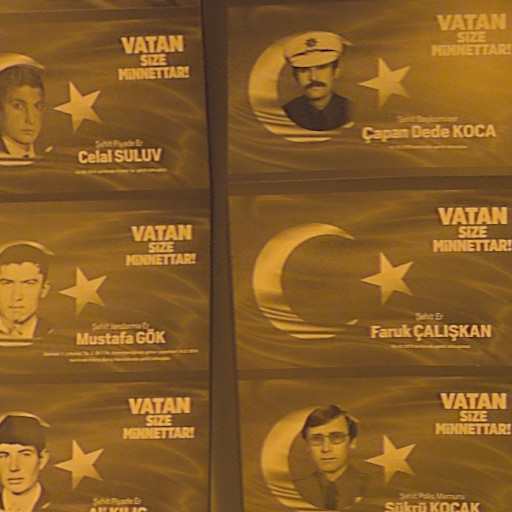 VATAN
SİZE
MİNNETTAR!
Şehit Piyade Er
Celal SULUV
VATAN
SİZE
MİNNETTAR!
Şehit Jandarma Er
Mustafa GÖK
VATAN
SİZE
MİNNETTAR!
Şehit Piyade Er
Ali KILIÇ
VATAN
SİZE
MİNNETTAR!
Şehit Başkomiser
Çapan Dede KOCA
VATAN
SİZE
MİNNETTAR!
Şehit Er
Faruk ÇALIŞKAN
VATAN
SİZE
MİNNETTAR!
Şehit Polis Memuru
Şükrü KOÇAK